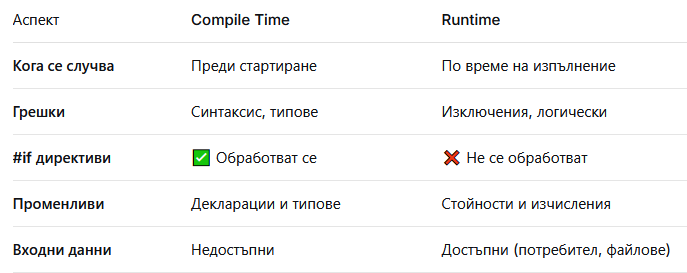 Аспект Compile Time Runtime
Кога се случва Преди стартиране По време на изпълнение
Грешки Синтаксис, типове Изключения, логически
#if директиви ✅ Обработват се ❌ Не се обработват
Променливи Декларации и типове Стойности и изчисления
Входни данни Недостъпни Достъпни (потребител, файлове)